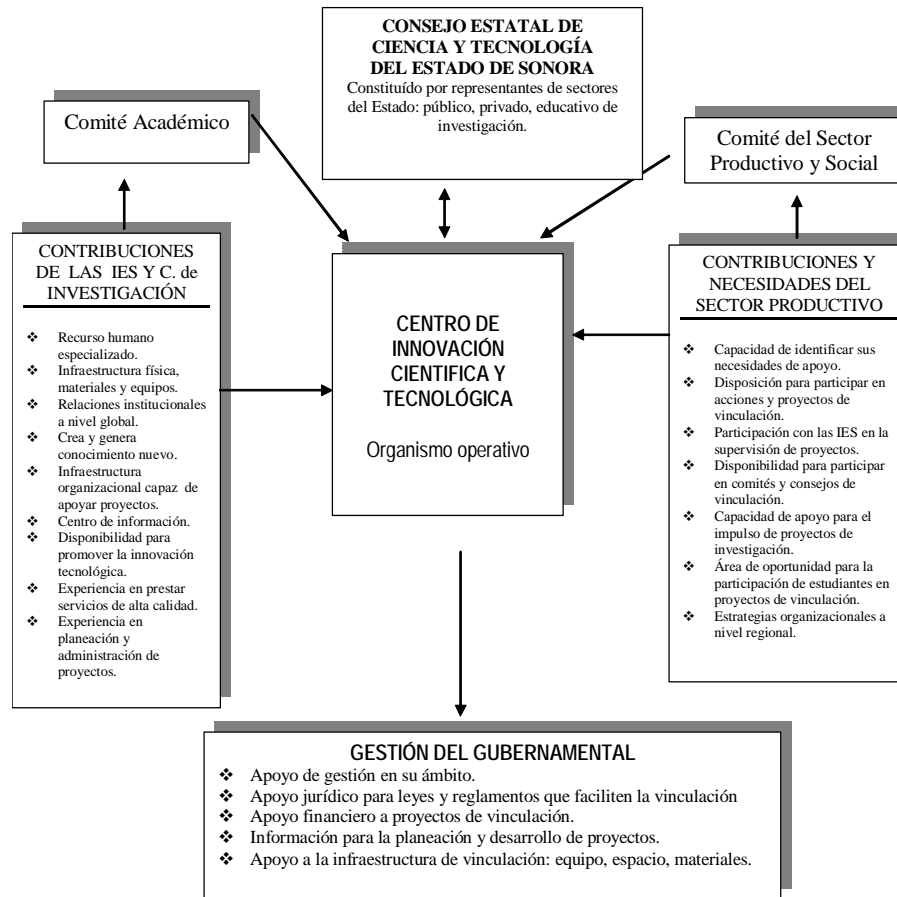 CONSEJO ESTATAL DE
CIENCIA Y TECNOLOGÍA
DEL ESTADO DE SONORA
Constituído por representantes de sectores
del Estado: público, privado, educativo de
investigación.
Comité Académico
Comité del Sector
Productivo y Social
CONTRIBUCIONES
DE LAS IES Y C. de
INVESTIGACIÓN
❖ Recurso humano
especializado.
❖ Infraestructura física,
materiales y equipos.
❖ Relaciones institucionales
a nivel global.
❖ Crea y genera
conocimiento nuevo.
❖ Infraestructura
organizacional capaz de
apoyar proyectos.
❖ Centro de información.
❖ Disponibilidad para
promover la innovación
tecnológica.
❖ Experiencia en prestar
servicios de alta calidad.
❖ Experiencia en
planeación y
administración de
proyectos.
CENTRO DE
INNOVACIÓN
CIENTIFICA Y
TECNOLÓGICA
Organismo operativo
CONTRIBUCIONES Y
NECESIDADES DEL
SECTOR PRODUCTIVO
❖ Capacidad de identificar sus
necesidades de apoyo.
❖ Disposición para participar en
acciones y proyectos de
vinculación.
❖ Participación con las IES en la
supervisión de proyectos.
❖ Disponibilidad para participar
en comités y consejos de
vinculación.
❖ Capacidad de apoyo para el
impulso de proyectos de
investigación.
❖ Área de oportunidad para la
participación de estudiantes en
proyectos de vinculación.
❖ Estrategias organizacionales a
nivel regional.
GESTIÓN DEL GUBERNAMENTAL
❖ Apoyo de gestión en su ámbito.
❖ Apoyo jurídico para leyes y reglamentos que faciliten la vinculación
❖ Apoyo financiero a proyectos de vinculación.
❖ Información para la planeación y desarrollo de proyectos.
❖ Apoyo a la infraestructura de vinculación: equipo, espacio, materiales.